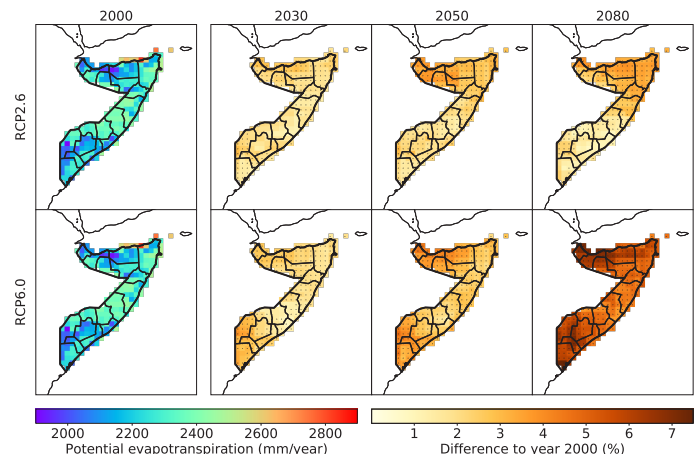 2000 2030 2050 2080
RCP2.6
RCP6.0
2000 2200 2400 2600 2800 1 2 3 4 5 6 7
Potential evapotranspiration (mm/year) Difference to year 2000 (%)